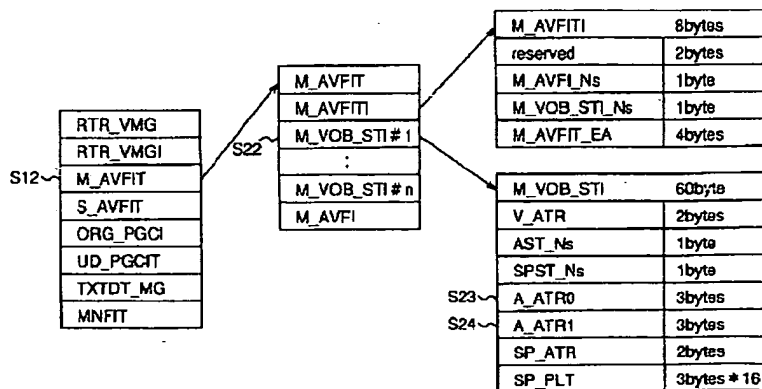 RTR_VMG
RTR_VMGI
S12 M_AVFIT
S_AVFIT
ORG_PGCI
UD_PGCIT
TXTDT_MG
MNFIT
M_AVFIT
M_AVFITI
S22 M_VOB_STI # 1
:
M_VOB_STI # n
M_AVFI
M_AVFITI 8bytes
reserved 2bytes
M_AVFI_Ns 1byte
M_VOB_STI_Ns 1byte
M_AVFIT_EA 4bytes
M_VOB_STI 60byte
V_ATR 2bytes
AST_Ns 1byte
SPST_Ns 1byte
S23 A_ATR0 3bytes
S24 A_ATR1 3bytes
SP_ATR 2bytes
SP_PLT 3bytes * 16